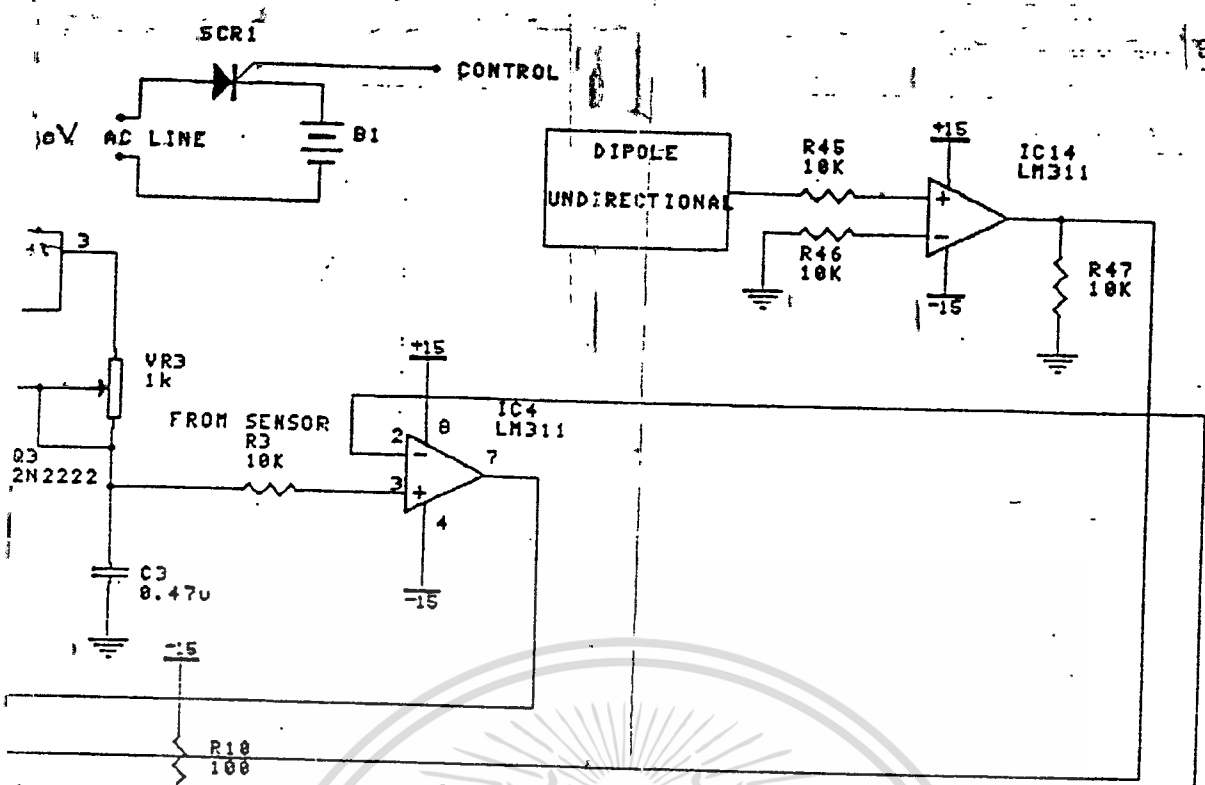 SCR1
CONTROL
AC LINE
B1
DIPOLE
UNDIRECTIONAL
R45
10K
+15
IC14
LM311
+
-
R46
10K
-15
R47
10K
3
VR3
1k
+15
FROM SENSOR
R3
10K
IC4
LM311
8
2
-
7
3
+
4
Q3
2N2222
-15
C3
0.47u
-15
R10
100